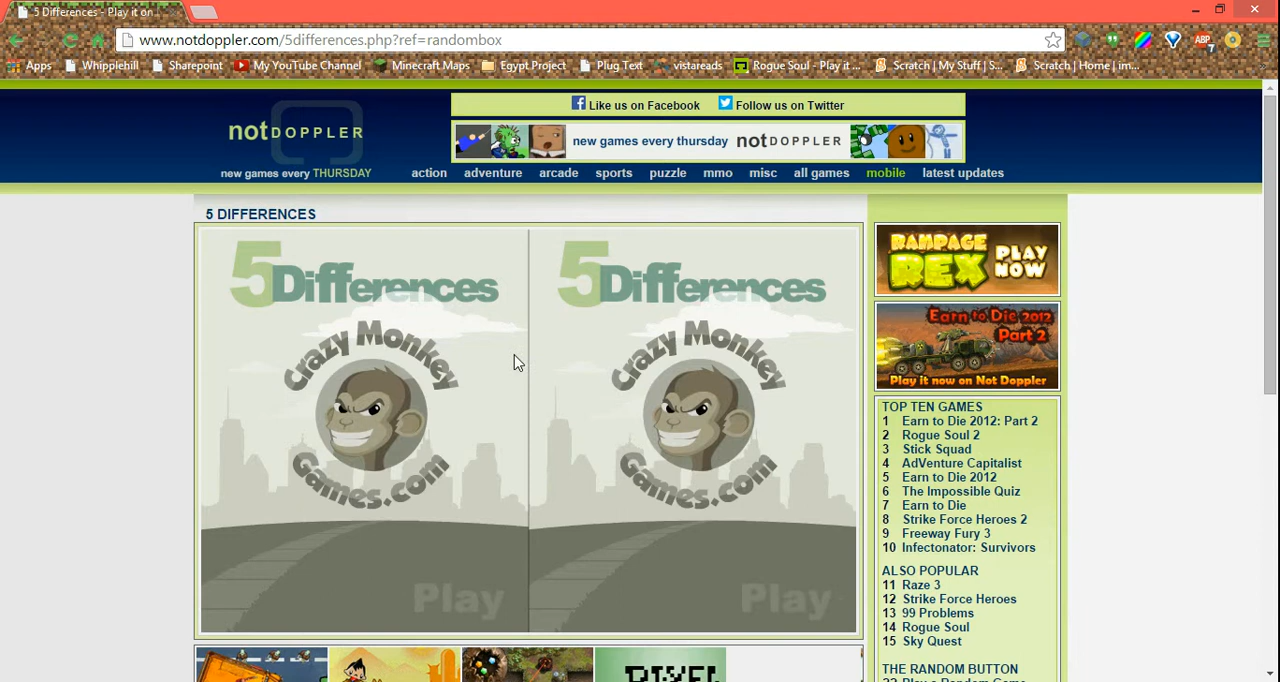 5 Differences - Play it on
www.notdoppler.com/5differences.php?ref=randombox
ABP
7
Apps
Whipplehill
Sharepoint
My YouTube Channel
Minecraft Maps
Egypt Project
Plug Text
vistareads
Rogue Soul - Play it ...
Scratch | My Stuff | S...
Scratch | Home | im...
Like us on Facebook
Follow us on Twitter
notDOPPLER
new games every thursday notDOPPLER
new games every THURSDAY
action adventure arcade sports puzzle mmo misc all games mobile latest updates
5 DIFFERENCES
5Differences
Crazy Monkey
Games.com
Play
5Differences
Crazy Monkey
Games.com
Play
RAMPAGE
REX
PLAY
NOW
Earn to Die 2012
Part 2
Play it now on Not Doppler
TOP TEN GAMES
1 Earn to Die 2012: Part 2
2 Rogue Soul 2
3 Stick Squad
4 AdVenture Capitalist
5 Earn to Die 2012
6 The Impossible Quiz
7 Earn to Die
8 Strike Force Heroes 2
9 Freeway Fury 3
10 Infectonator: Survivors
ALSO POPULAR
11 Raze 3
12 Strike Force Heroes
13 99 Problems
14 Rogue Soul
15 Sky Quest
THE RANDOM BUTTON
?? Play a Random Game
PIXEL